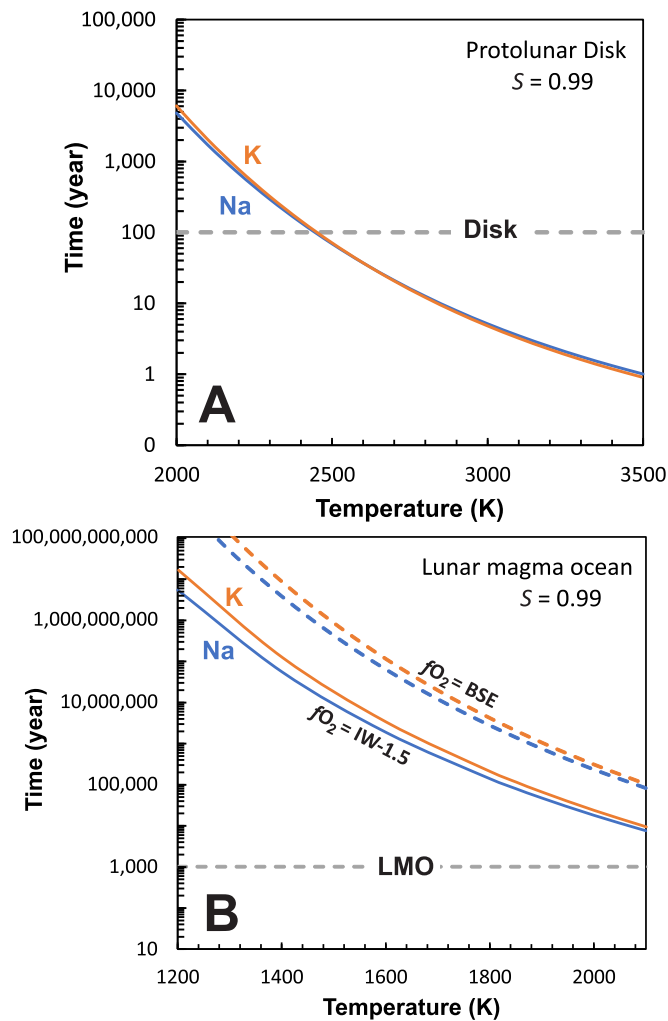 100,000
10,000
1,000
100
10
1
0
Time (year)
Protolunar Disk
S = 0.99
K
Na
Disk
A
2000
2500
3000
3500
Temperature (K)
100,000,000,000
1,000,000,000
10,000,000
100,000
1,000
10
Time (year)
Lunar magma ocean
S = 0.99
K
Na
fO₂ = BSE
fO₂ = IW-1.5
LMO
B
1200
1400
1600
1800
2000
Temperature (K)